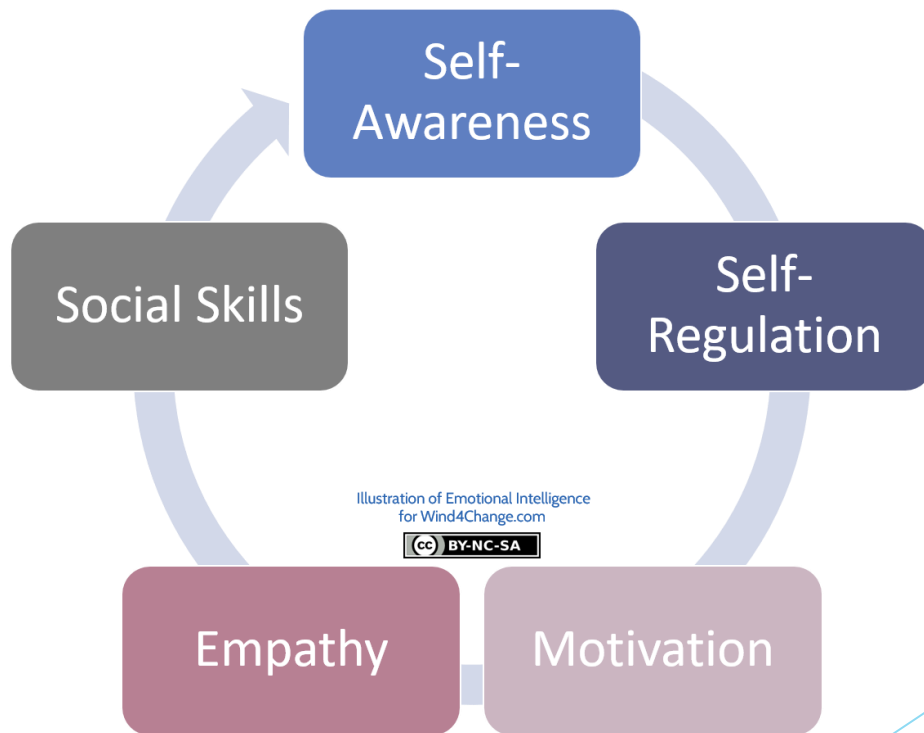 Self-
Awareness
Self-
Regulation
Motivation
Empathy
Social Skills
Illustration of Emotional Intelligence
for Wind4Change.com
cc BY-NC-SA